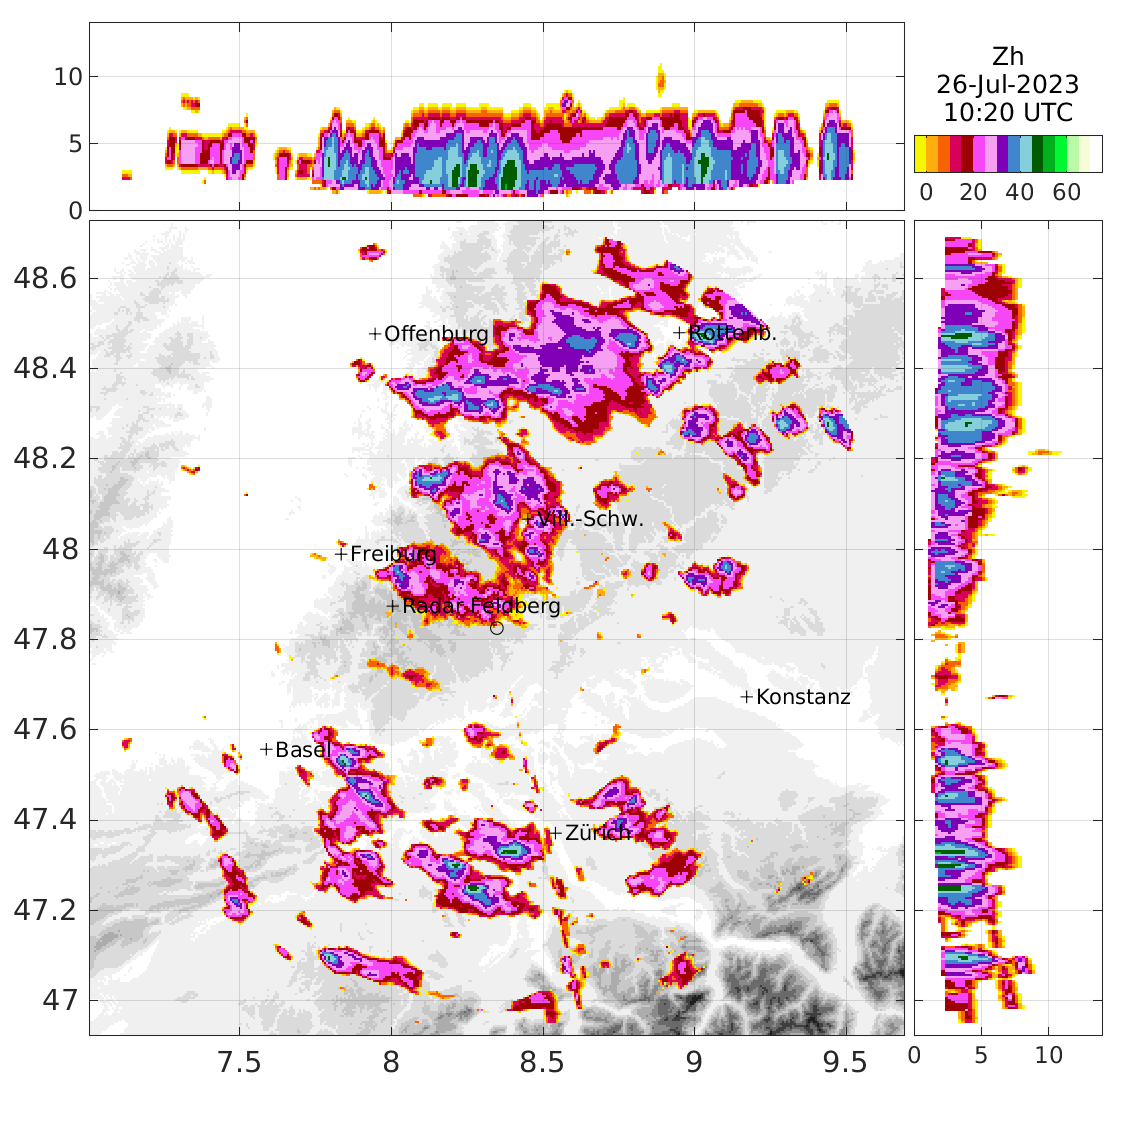 10
5
0
Zh
26-Jul-2023
10:20 UTC
0 20 40 60
48.6
48.4
48.2
48
47.8
47.6
47.4
47.2
47
Offenburg
Rottenb.
Vill.-Schw.
Freiburg
Radar Feldberg
Konstanz
Basel
Zürich
7.5 8 8.5 9 9.5
0 5 10